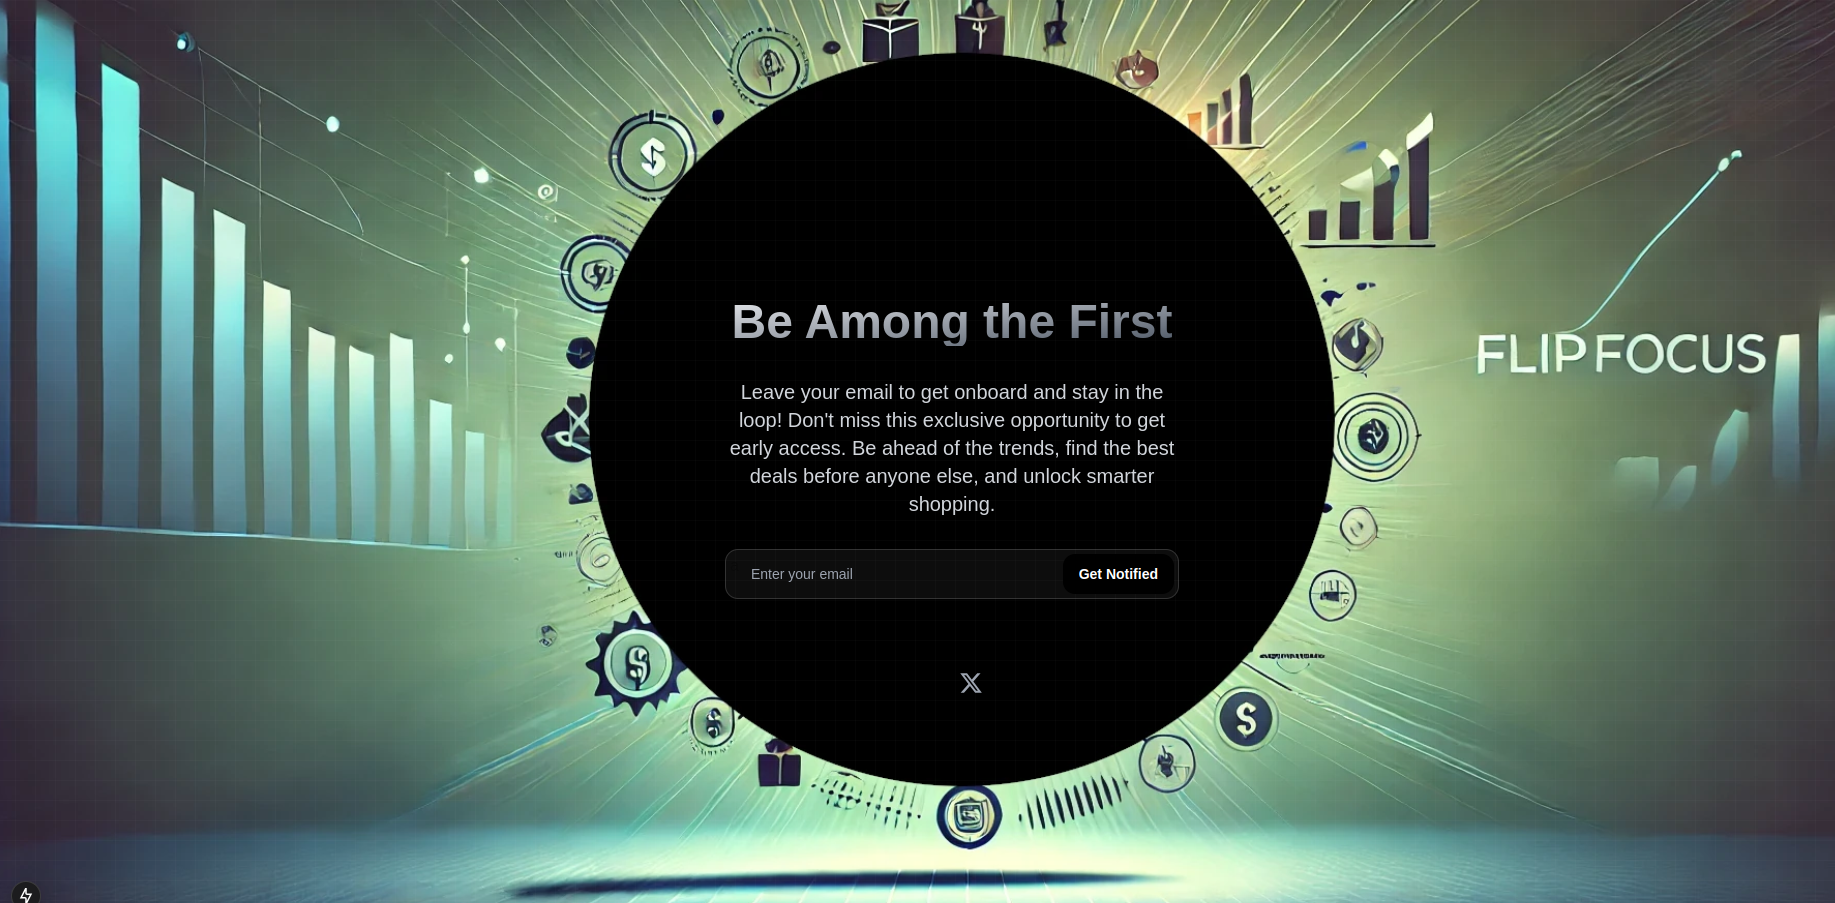 Be Among the First
Leave your email to get onboard and stay in the
loop! Don't miss this exclusive opportunity to get
early access. Be ahead of the trends, find the best
deals before anyone else, and unlock smarter
shopping.
Enter your email
Get Notified
FLIPFOCUS